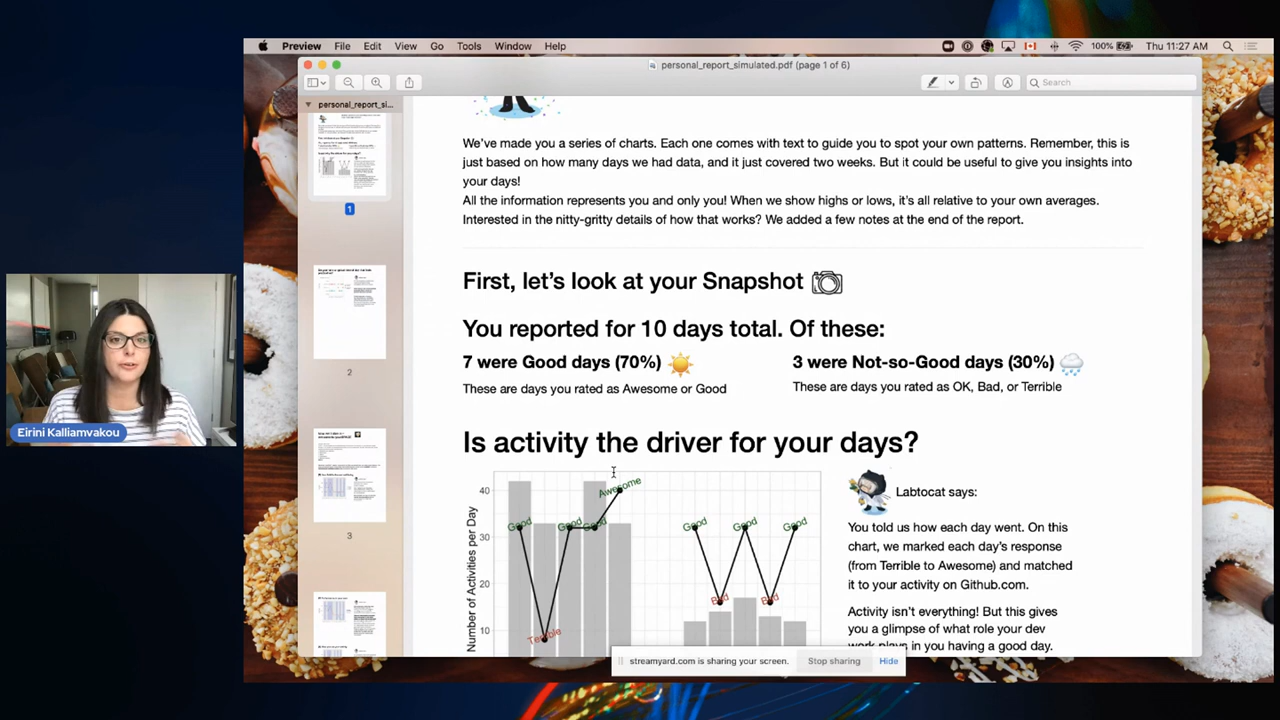 Preview File Edit View Go Tools Window Help
100% Thu 11:27 AM
personal_report_simulated.pdf (page 1 of 6)
Search
personal_report_si...
1
2
3
We've made you a series of charts. Each one comes with text to guide you to spot your own patterns. Remember, this is
just based on how many days we had data, and it just covered two weeks. But it could be useful to give you insights into
your days!
All the information represents you and only you! When we show highs or lows, it's all relative to your own averages.
Interested in the nitty-gritty details of how that works? We added a few notes at the end of the report.
First, let's look at your Snapshot
You reported for 10 days total. Of these:
7 were Good days (70%)
These are days you rated as Awesome or Good
3 were Not-so-Good days (30%)
These are days you rated as OK, Bad, or Terrible
Is activity the driver for your days?
Number of Activities per Day
40
30
20
10
Good
Terrible
Good
Good
Awesome
Good
Bad
Good
Bad
Good
Labtocat says:
You told us how each day went. On this
chart, we marked each day's response
(from Terrible to Awesome) and matched
it to your activity on Github.com.
Activity isn't everything! But this gives
you a glimpse of what role your dev
work plays in you having a good day.
streamyard.com is sharing your screen. Stop sharing Hide
Eirini Kalliamvakou